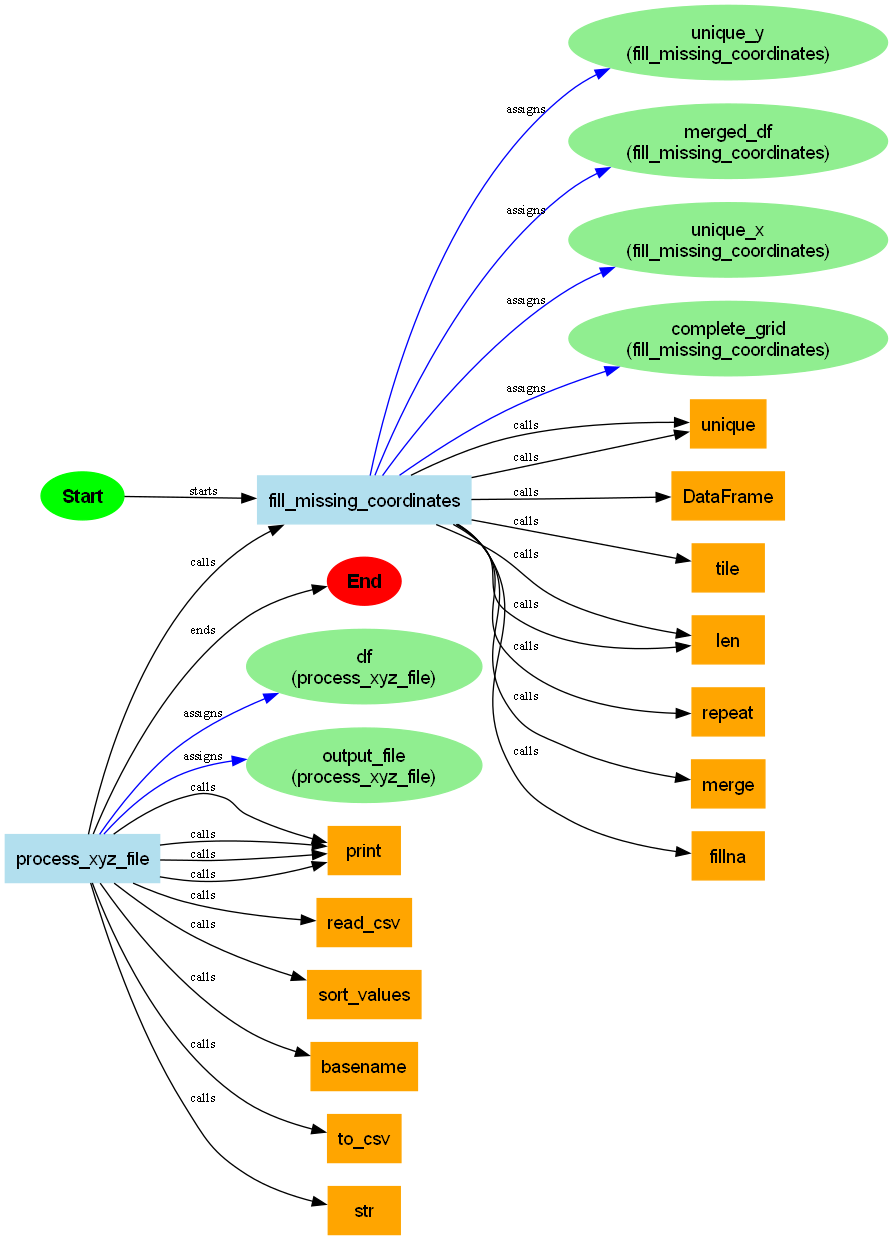 unique_y
(fill_missing_coordinates)
assigns
merged_df
(fill_missing_coordinates)
assigns
unique_x
(fill_missing_coordinates)
assigns
complete_grid
(fill_missing_coordinates)
assigns
calls
unique
calls
Start
starts
fill_missing_coordinates
calls
DataFrame
calls
tile
calls
calls
End
calls
ends
calls
len
df
(process_xyz_file)
calls
repeat
assigns
calls
output_file
(process_xyz_file)
assigns
calls
merge
calls
calls
print
calls
calls
fillna
process_xyz_file
calls
read_csv
calls
sort_values
calls
basename
calls
to_csv
calls
str